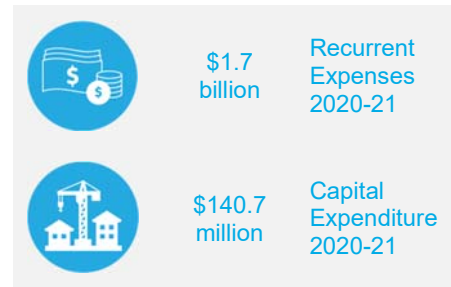 $
$
$1.7
billion
Recurrent
Expenses
2020-21
$140.7
million
Capital
Expenditure
2020-21